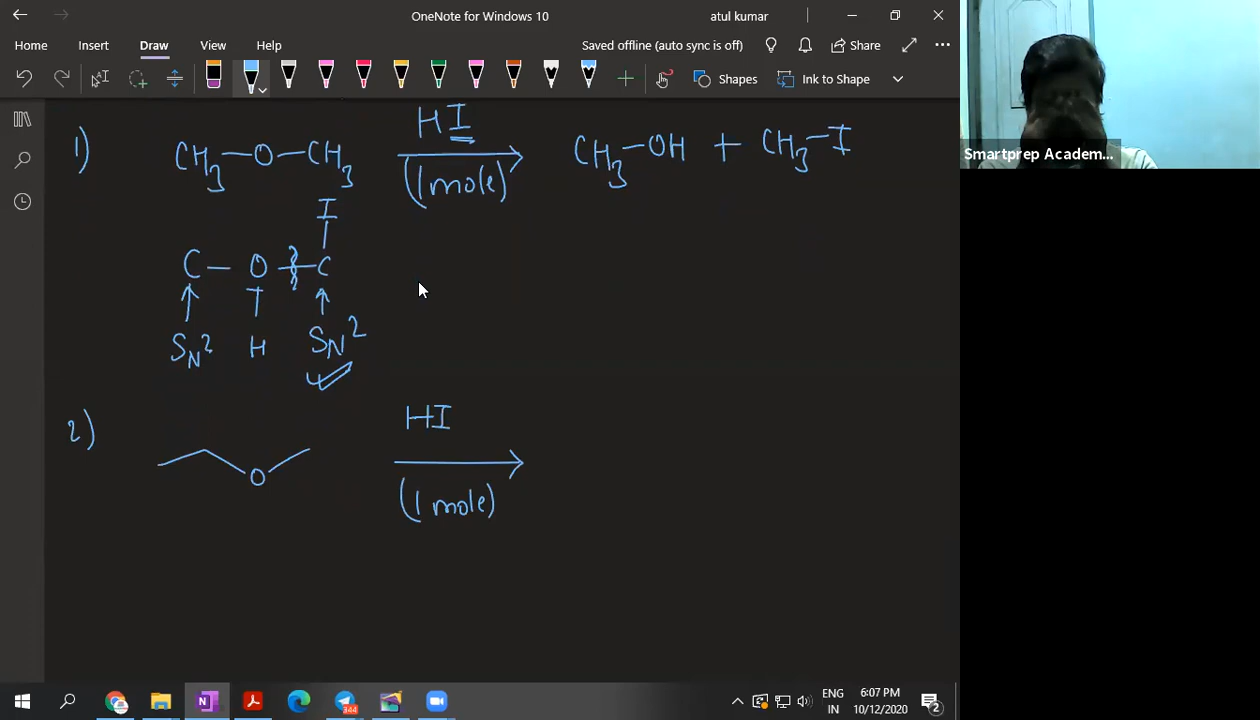 OneNote for Windows 10
atul kumar
Home Insert Draw View Help
Saved offline (auto sync is off)
Share
Shapes
Ink to Shape
Smartprep Academ...
1)
CH3—O—CH3
HI
(1 mole)
CH3—OH + CH3—I
I
C — O — C
SN2 H SN2
2)
O
HI
(1 mole)
344
ENG
IN
6:07 PM
10/12/2020
2